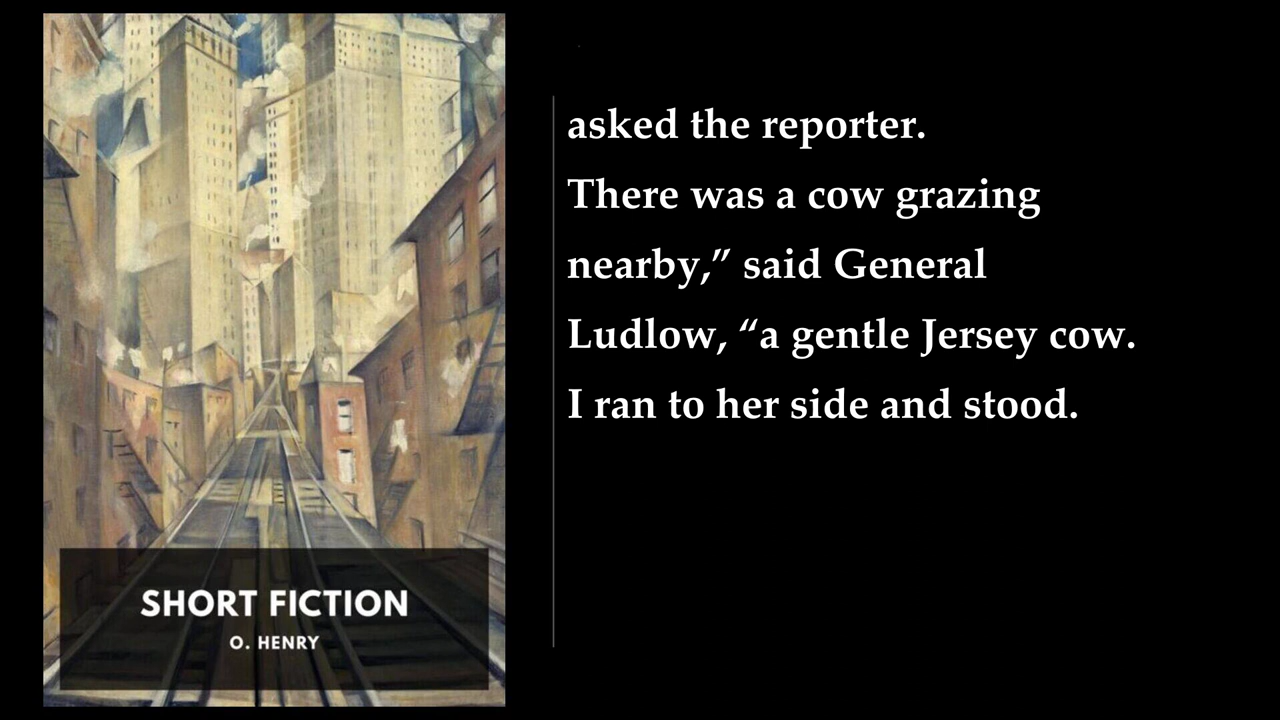 SHORT FICTION
O. HENRY
asked the reporter.
There was a cow grazing
nearby,” said General
Ludlow, “a gentle Jersey cow.
I ran to her side and stood.